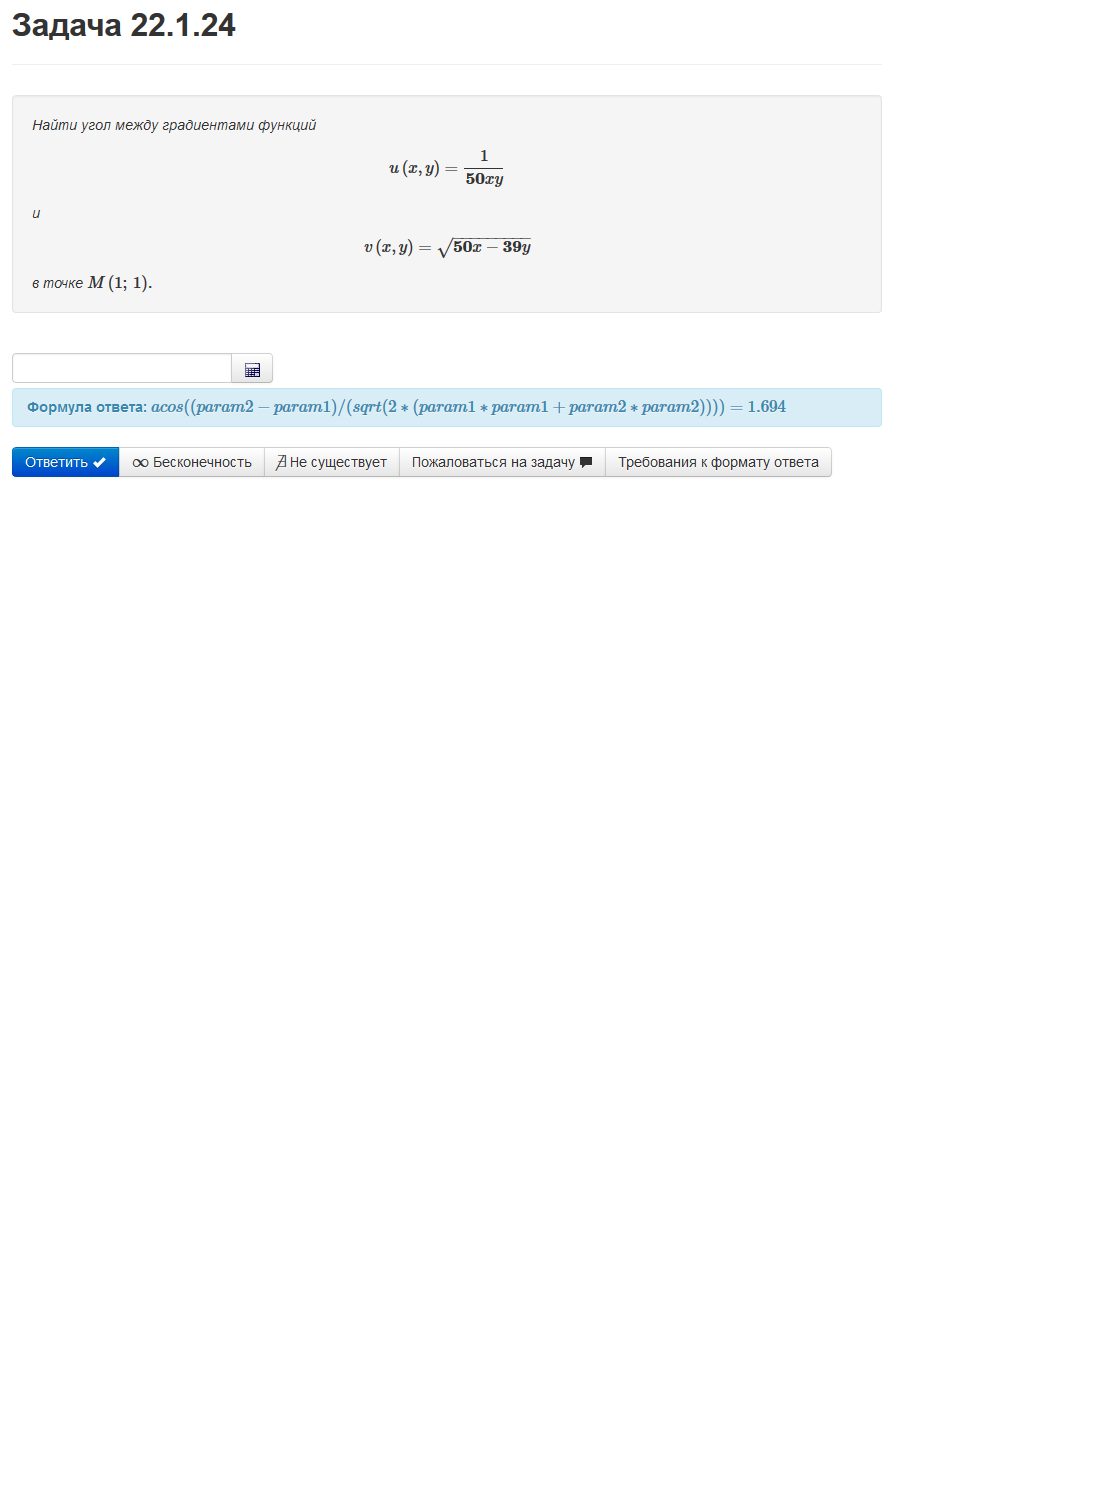 Задача 22.1.24
Найти угол между градиентами функций
u (x, y) = 1/(50xy)
и
v (x, y) = √(50x − 39y)
в точке M (1; 1).
Формула ответа: acos((param2 − param1)/(sqrt(2 ∗ (param1 ∗ param1 + param2 ∗ param2)))) = 1.694
Ответить ✔ ∞ Бесконечность ∄ Не существует Пожаловаться на задачу Требования к формату ответа